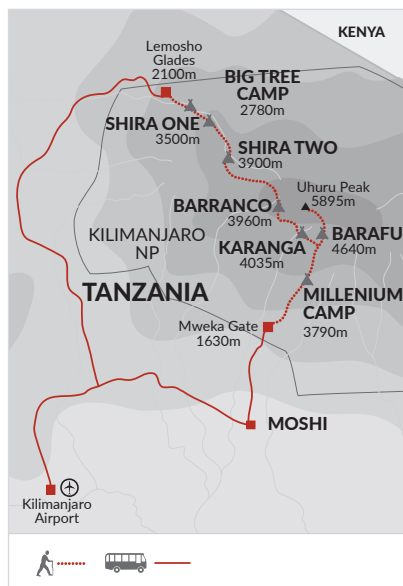 KENYA
Lemosho
Glades
2100m
BIG TREE
CAMP
2780m
SHIRA ONE
3500m
SHIRA TWO
3900m
Uhuru Peak
5895m
BARRANCO
3960m
KILIMANJARO
NP
KARANGA
4035m
BARAFU
4640m
TANZANIA
MILLENIUM
CAMP
3790m
Mweka Gate
1630m
MOSHI
Kilimanjaro
Airport